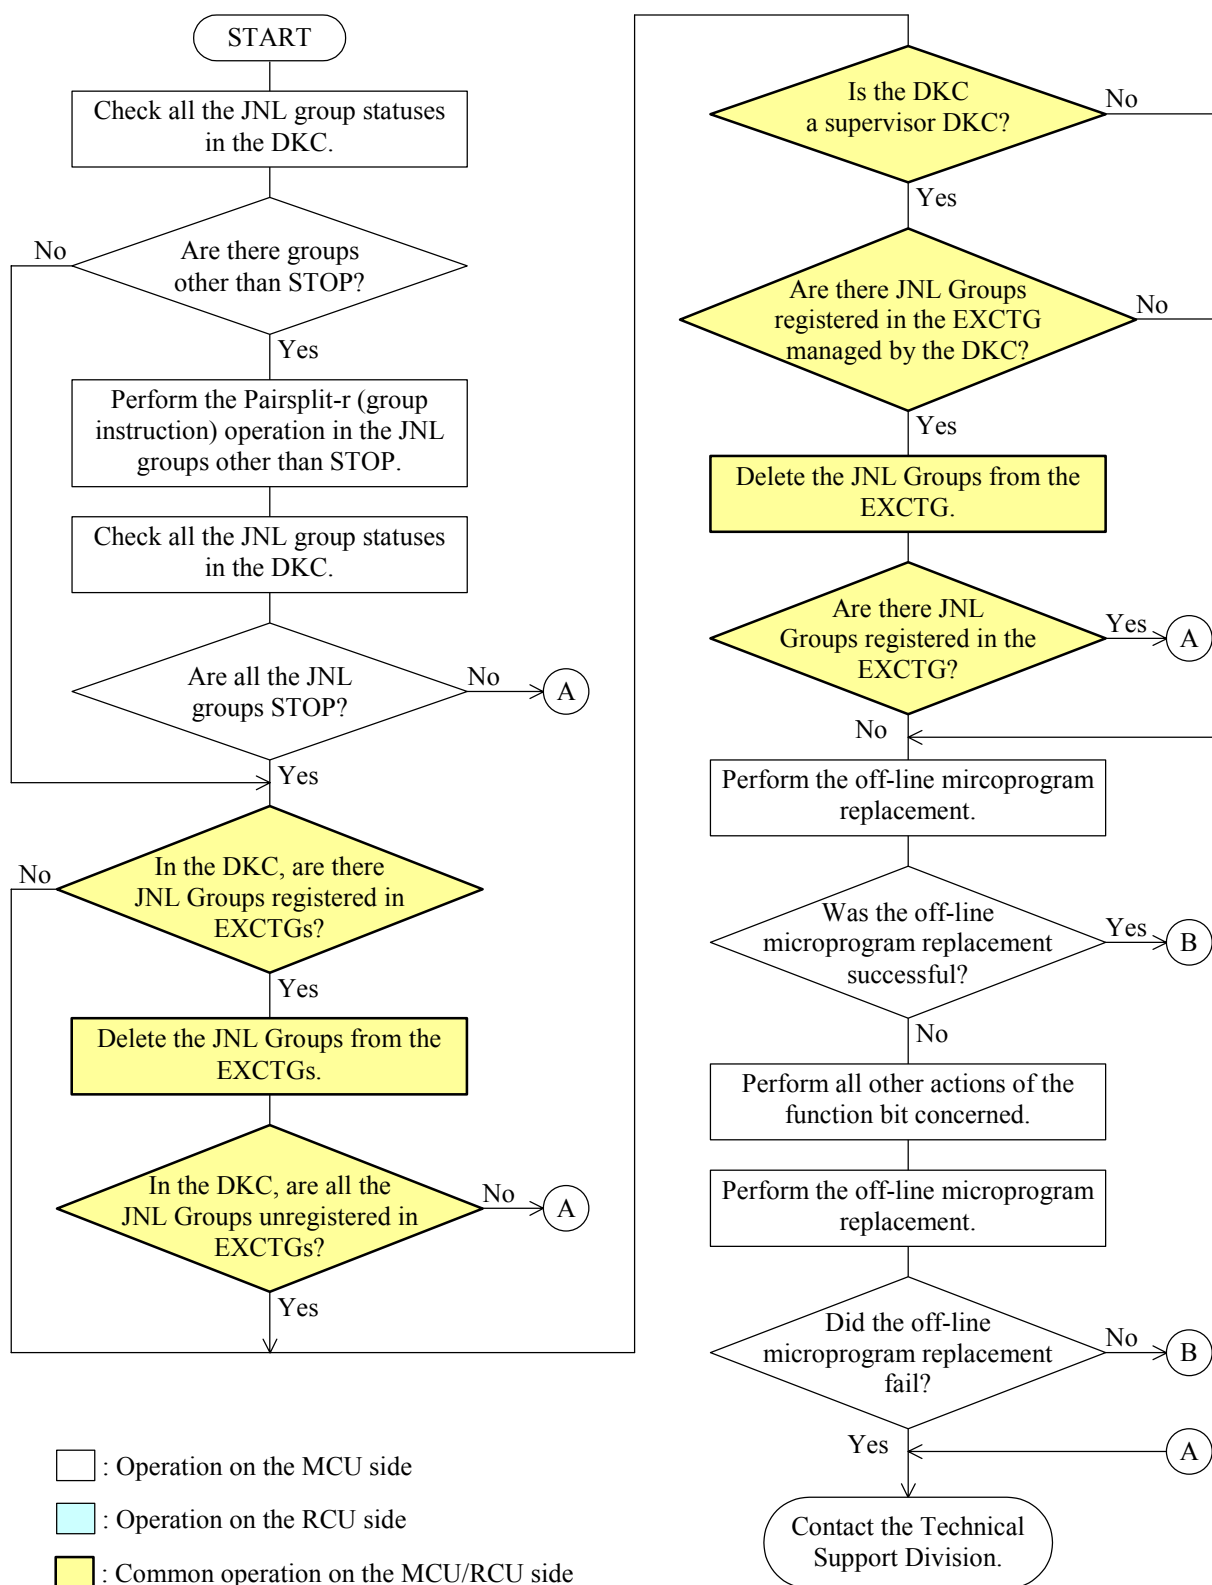 START
Check all the JNL group statuses
in the DKC.
No
Are there groups
other than STOP?
Yes
Perform the Pairsplit-r (group
instruction) operation in the JNL
groups other than STOP.
Check all the JNL group statuses
in the DKC.
Are all the JNL
groups STOP?
No
A
Yes
No
In the DKC, are there
JNL Groups registered in
EXCTGs?
Yes
Delete the JNL Groups from the
EXCTGs.
In the DKC, are all the
JNL Groups unregistered in
EXCTGs?
No
A
Yes
Is the DKC
a supervisor DKC?
No
Yes
Are there JNL Groups
registered in the EXCTG
managed by the DKC?
No
Yes
Delete the JNL Groups from the
EXCTG.
Are there JNL
Groups registered in the
EXCTG?
Yes
A
No
Perform the off-line mircoprogram
replacement.
Was the off-line
microprogram replacement
successful?
Yes
B
No
Perform all other actions of the
function bit concerned.
Perform the off-line microprogram
replacement.
Did the off-line
microprogram replacement
fail?
No
B
Yes
A
Contact the Technical
Support Division.
: Operation on the MCU side
: Operation on the RCU side
: Common operation on the MCU/RCU side